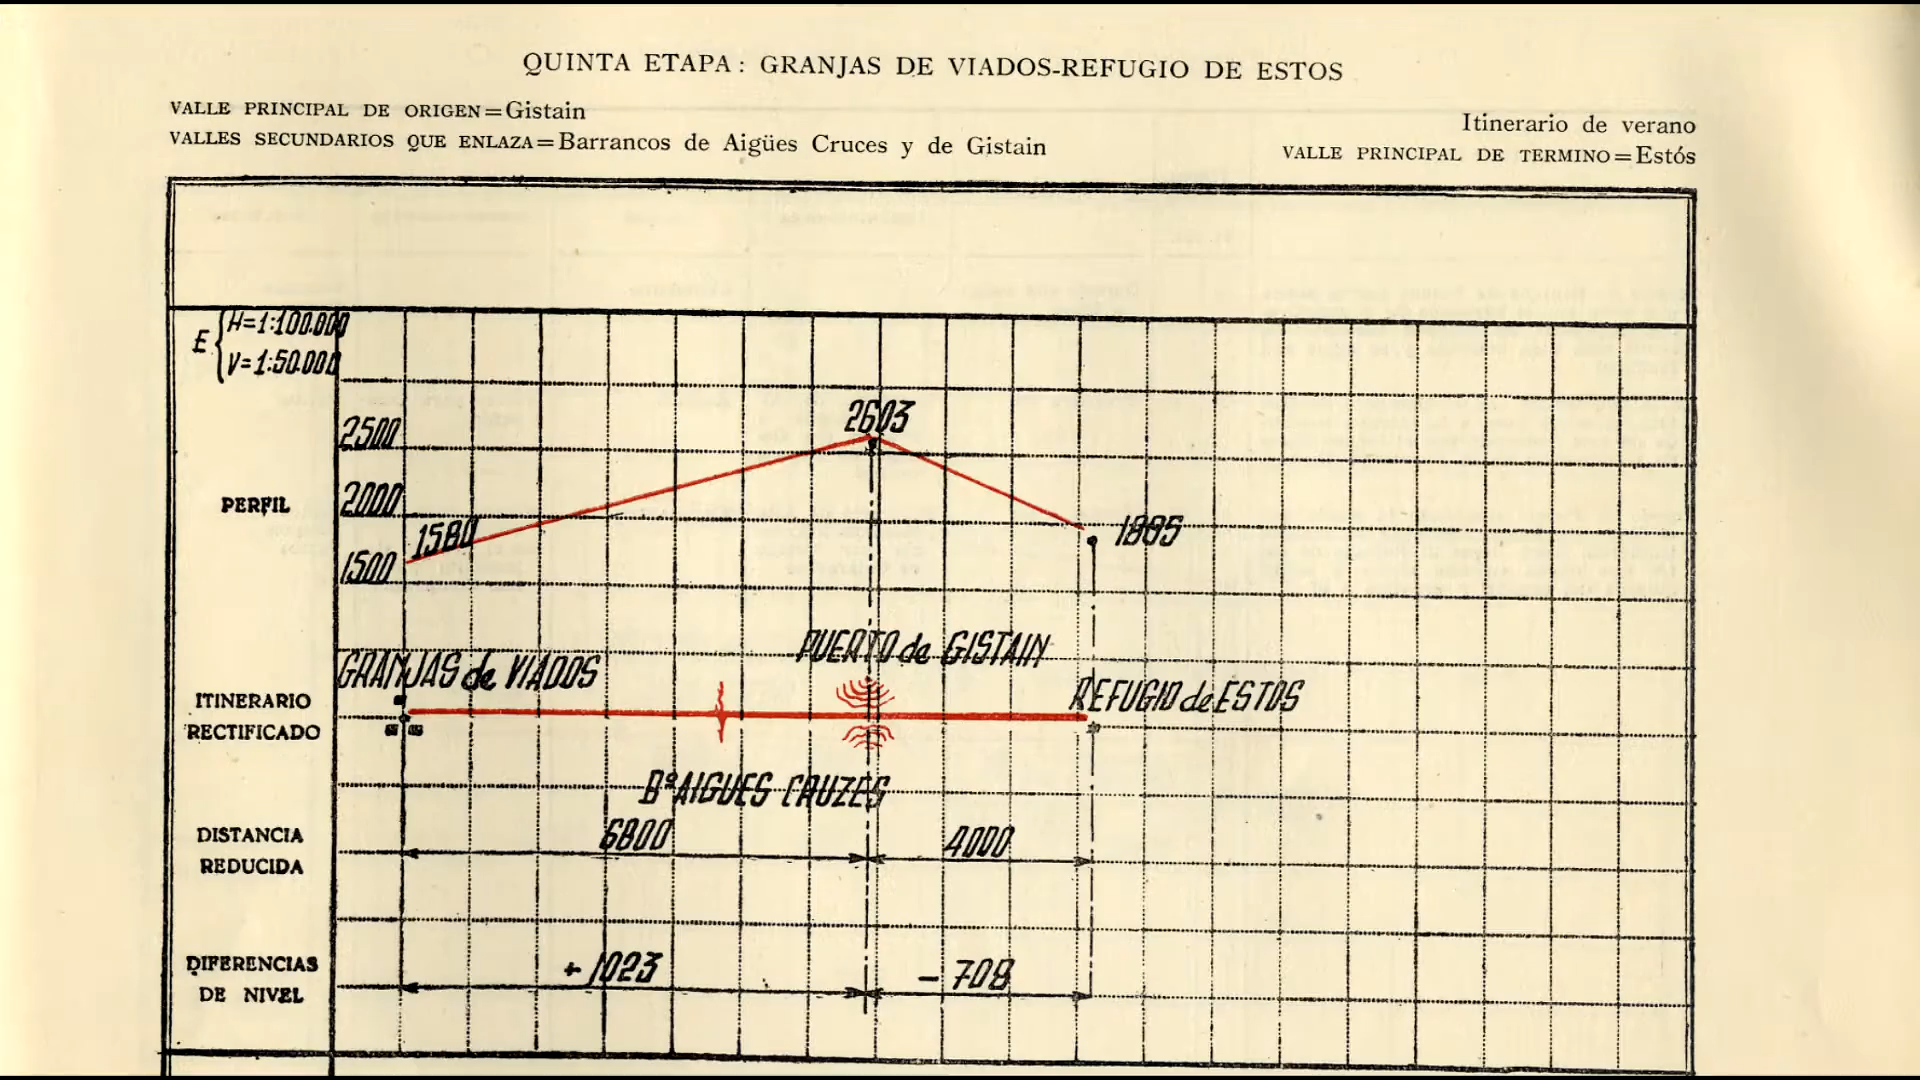 QUINTA ETAPA: GRANJAS DE VIADOS-REFUGIO DE ESTOS
VALLE PRINCIPAL DE ORIGEN=Gistain
VALLES SECUNDARIOS QUE ENLAZA=Barrancos de Aigües Cruces y de Gistain
Itinerario de verano
VALLE PRINCIPAL DE TERMINO=Estós
E { H=1:100.000
V=1:50.000
2603
2500
PERFIL
2000
1580
1885
1500
PUERTO de GISTAIN
GRANJAS de VIADOS
REFUGIO de ESTOS
ITINERARIO
RECTIFICADO
Bº AIGUES CRUZES
DISTANCIA
REDUCIDA
6800
4000
DIFERENCIAS
DE NIVEL
+1023
-708